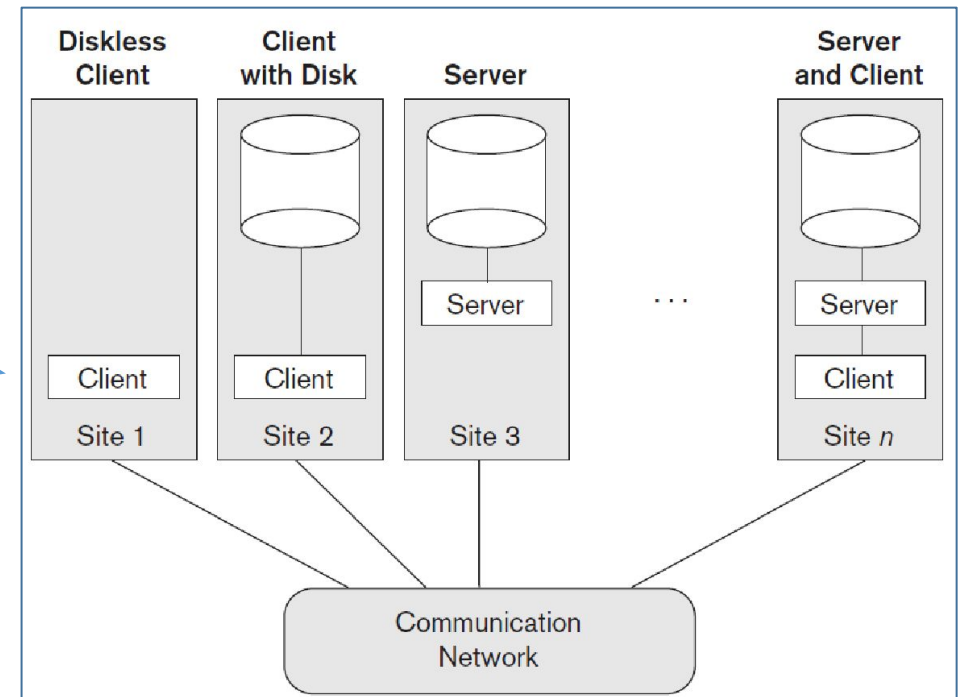 Diskless
Client
Client
with Disk
Server
Server
and Client
Client
Site 1
Client
Site 2
Server
Site 3
. . .
Server
Client
Site n
Communication
Network